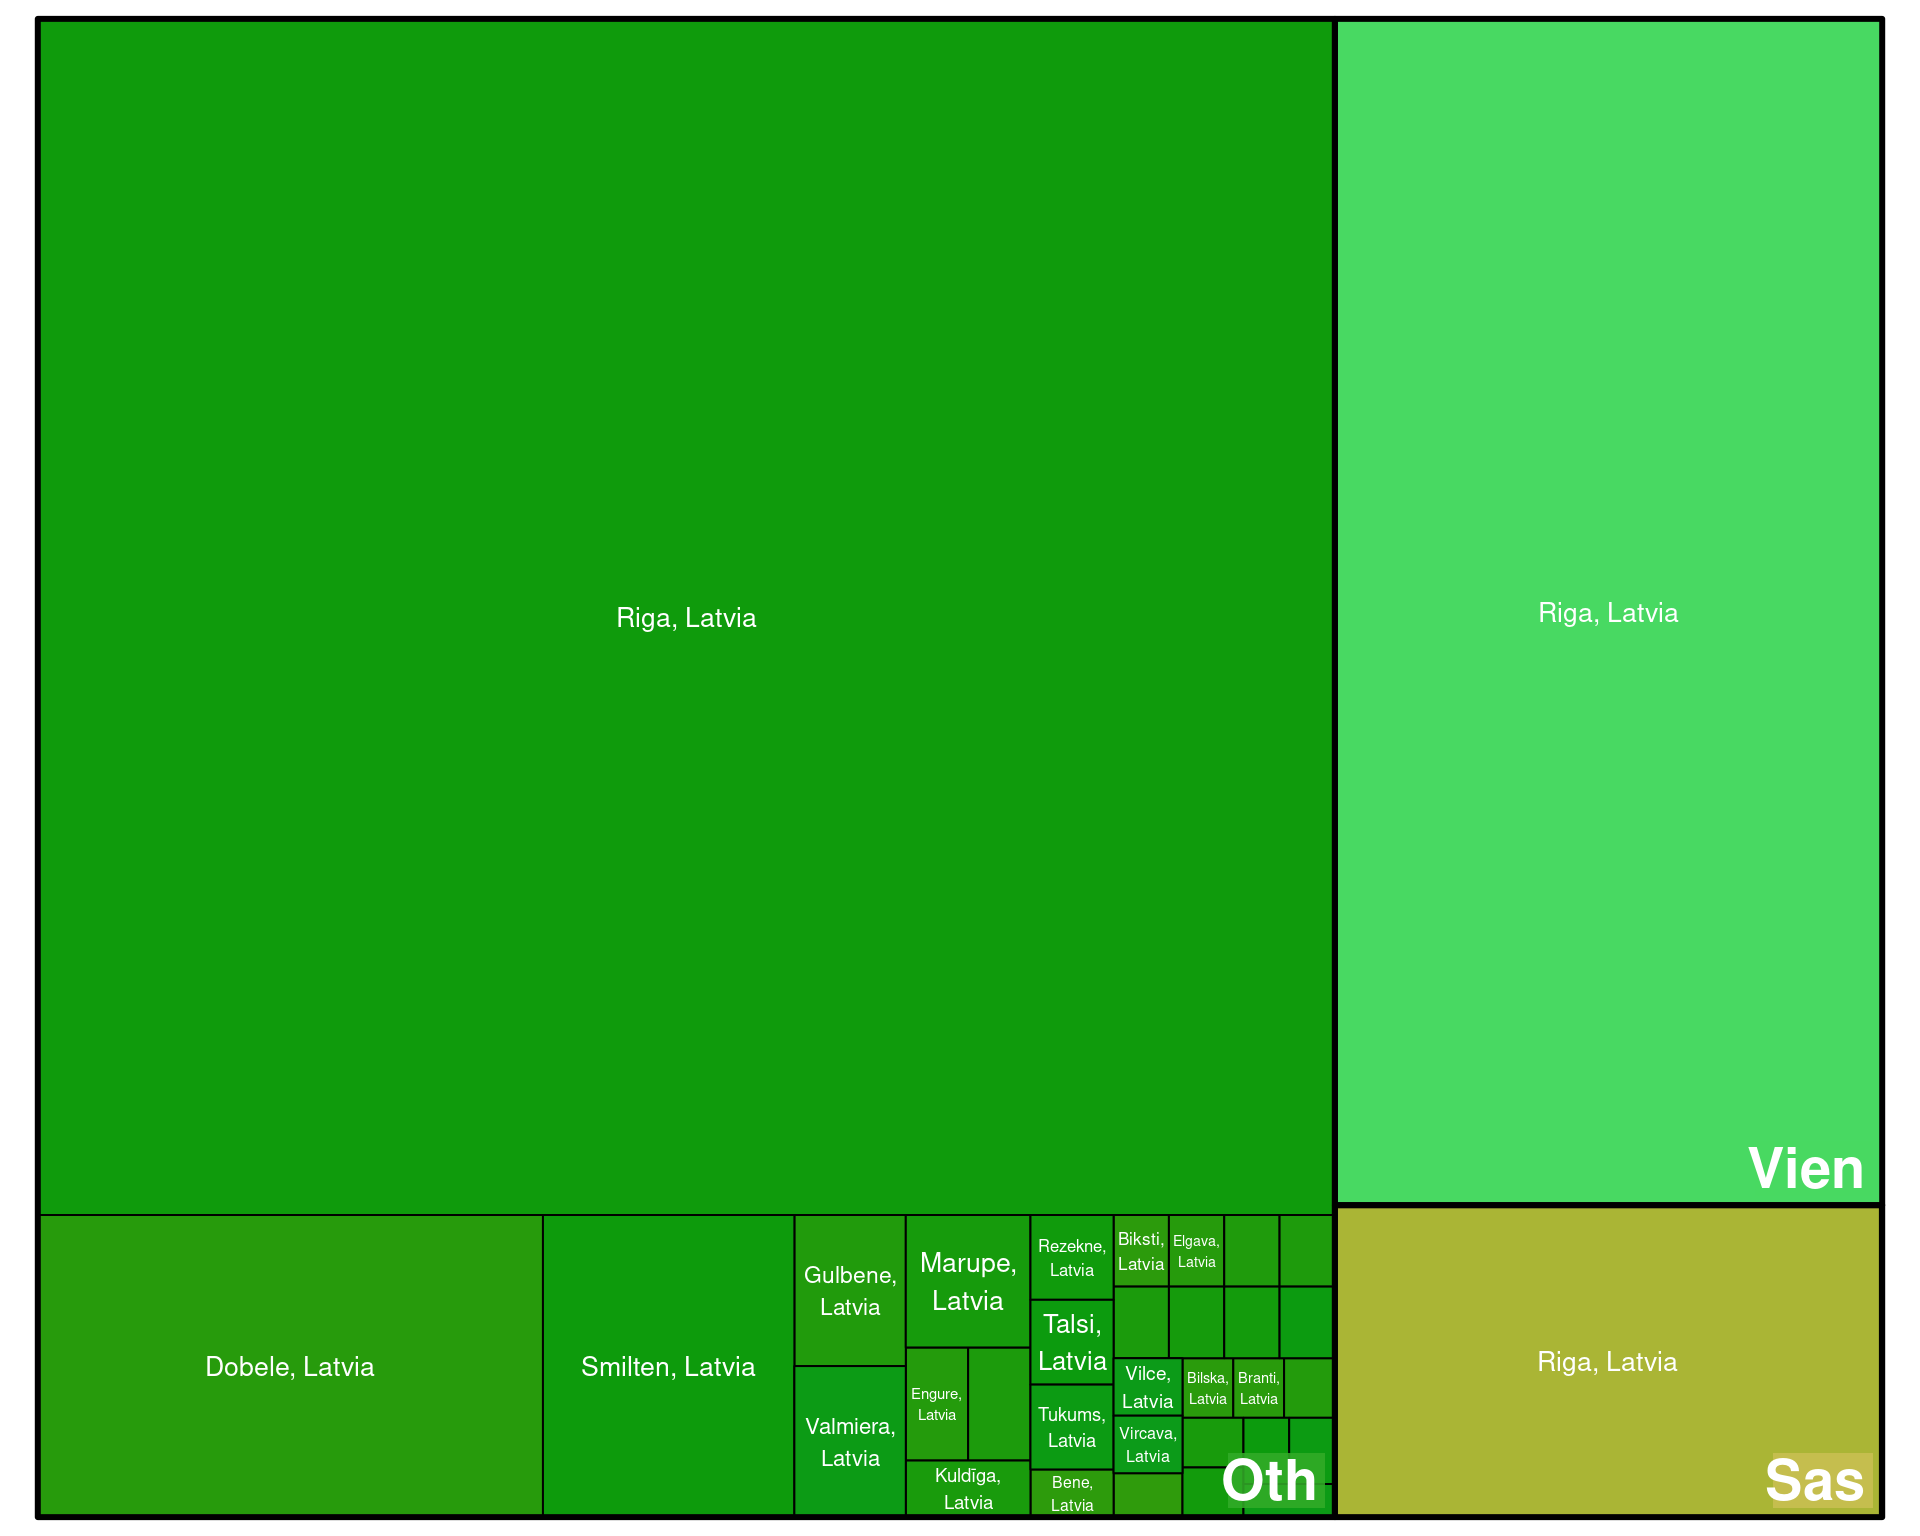 Riga, Latvia
Riga, Latvia
Vien
Dobele, Latvia
Smilten, Latvia
Gulbene,
Latvia
Valmiera,
Latvia
Marupe,
Latvia
Engure,
Latvia
Kuldīga,
Latvia
Rezekne,
Latvia
Talsi,
Latvia
Tukums,
Latvia
Bene,
Latvia
Biksti,
Latvia
Elgava,
Latvia
Vilce,
Latvia
Vircava,
Latvia
Bilska,
Latvia
Branti,
Latvia
Oth
Riga, Latvia
Sas